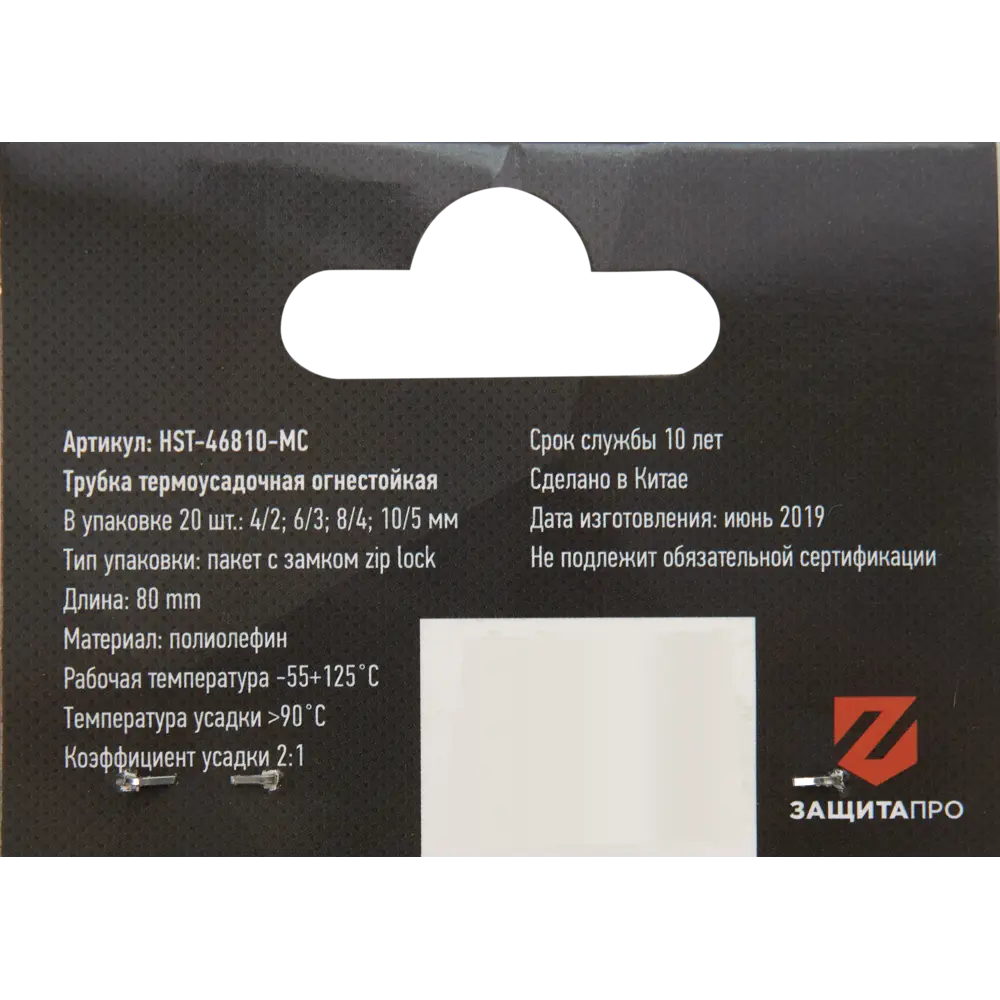 Артикул: HST-46810-MC
Трубка термоусадочная огнестойкая
В упаковке 20 шт.: 4/2; 6/3; 8/4; 10/5 мм
Тип упаковки: пакет с замком zip lock
Длина: 80 mm
Материал: полиолефин
Рабочая температура -55+125˚C
Температура усадки >90˚C
Коэффициент усадки 2:1
Срок службы 10 лет
Сделано в Китае
Дата изготовления: июнь 2019
Не подлежит обязательной сертификации
ЗАЩИТАПРО